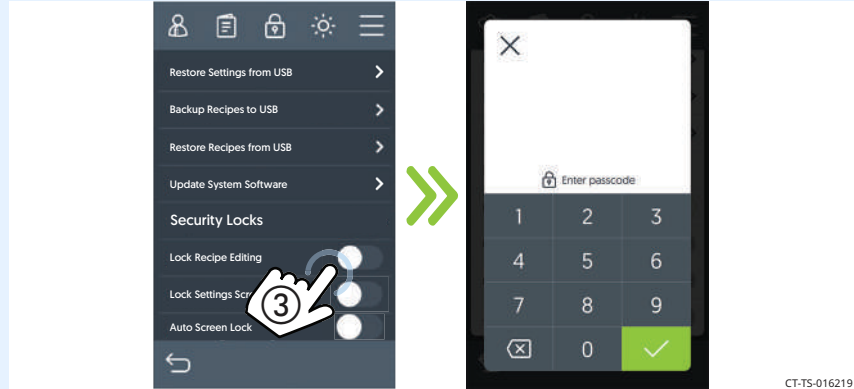 Restore Settings from USB
Backup Recipes to USB
Restore Recipes from USB
Update System Software
Security Locks
Lock Recipe Editing
Lock Settings Scr
Auto Screen Lock
3
Enter passcode
1 2 3
4 5 6
7 8 9
0
CT-TS-016219